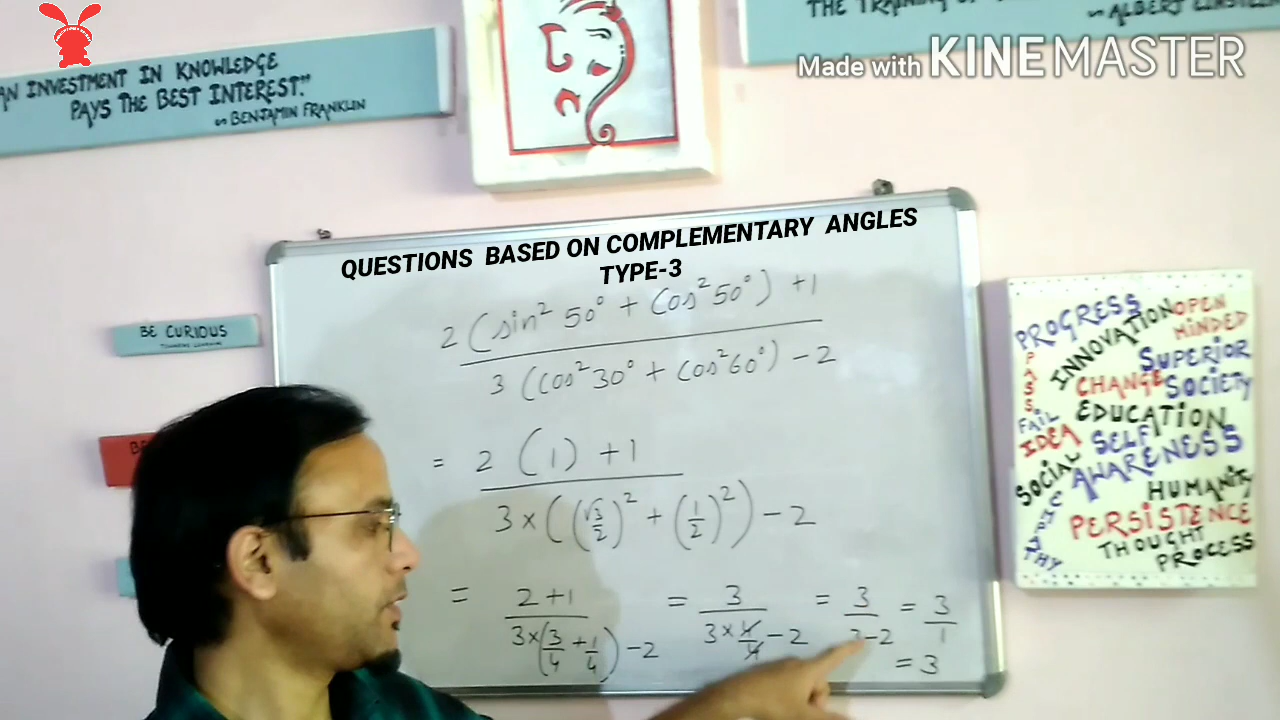 AN INVESTMENT IN KNOWLEDGE
PAYS THE BEST INTEREST."
~ BENJAMIN FRANKLIN
THE TRAINING OF
~ ALBERT EINSTEIN
Made with KINEMASTER
QUESTIONS BASED ON COMPLEMENTARY ANGLES
TYPE-3
2 (sin² 50° + cos² 50°) + 1
3 (cos² 30° + cos² 60°) - 2
= 2 (1) + 1
3 × ((√3/2)² + (1/2)²) - 2
= 2+1 / 3×(3/4 + 1/4) - 2 = 3 / 3 × 4/4 - 2 = 3 / 3-2 = 3/1
= 3
BE CURIOUS
BE
PROGRESS
PASS
FAIL
IDEA
SOCIAL
INNOVATION
OPEN
MINDED
SUPERIOR
CHANGE
SOCIETY
EDUCATION
SELF
AWARENESS
HUMANITY
PERSISTENCE
THOUGHT
PROCESS